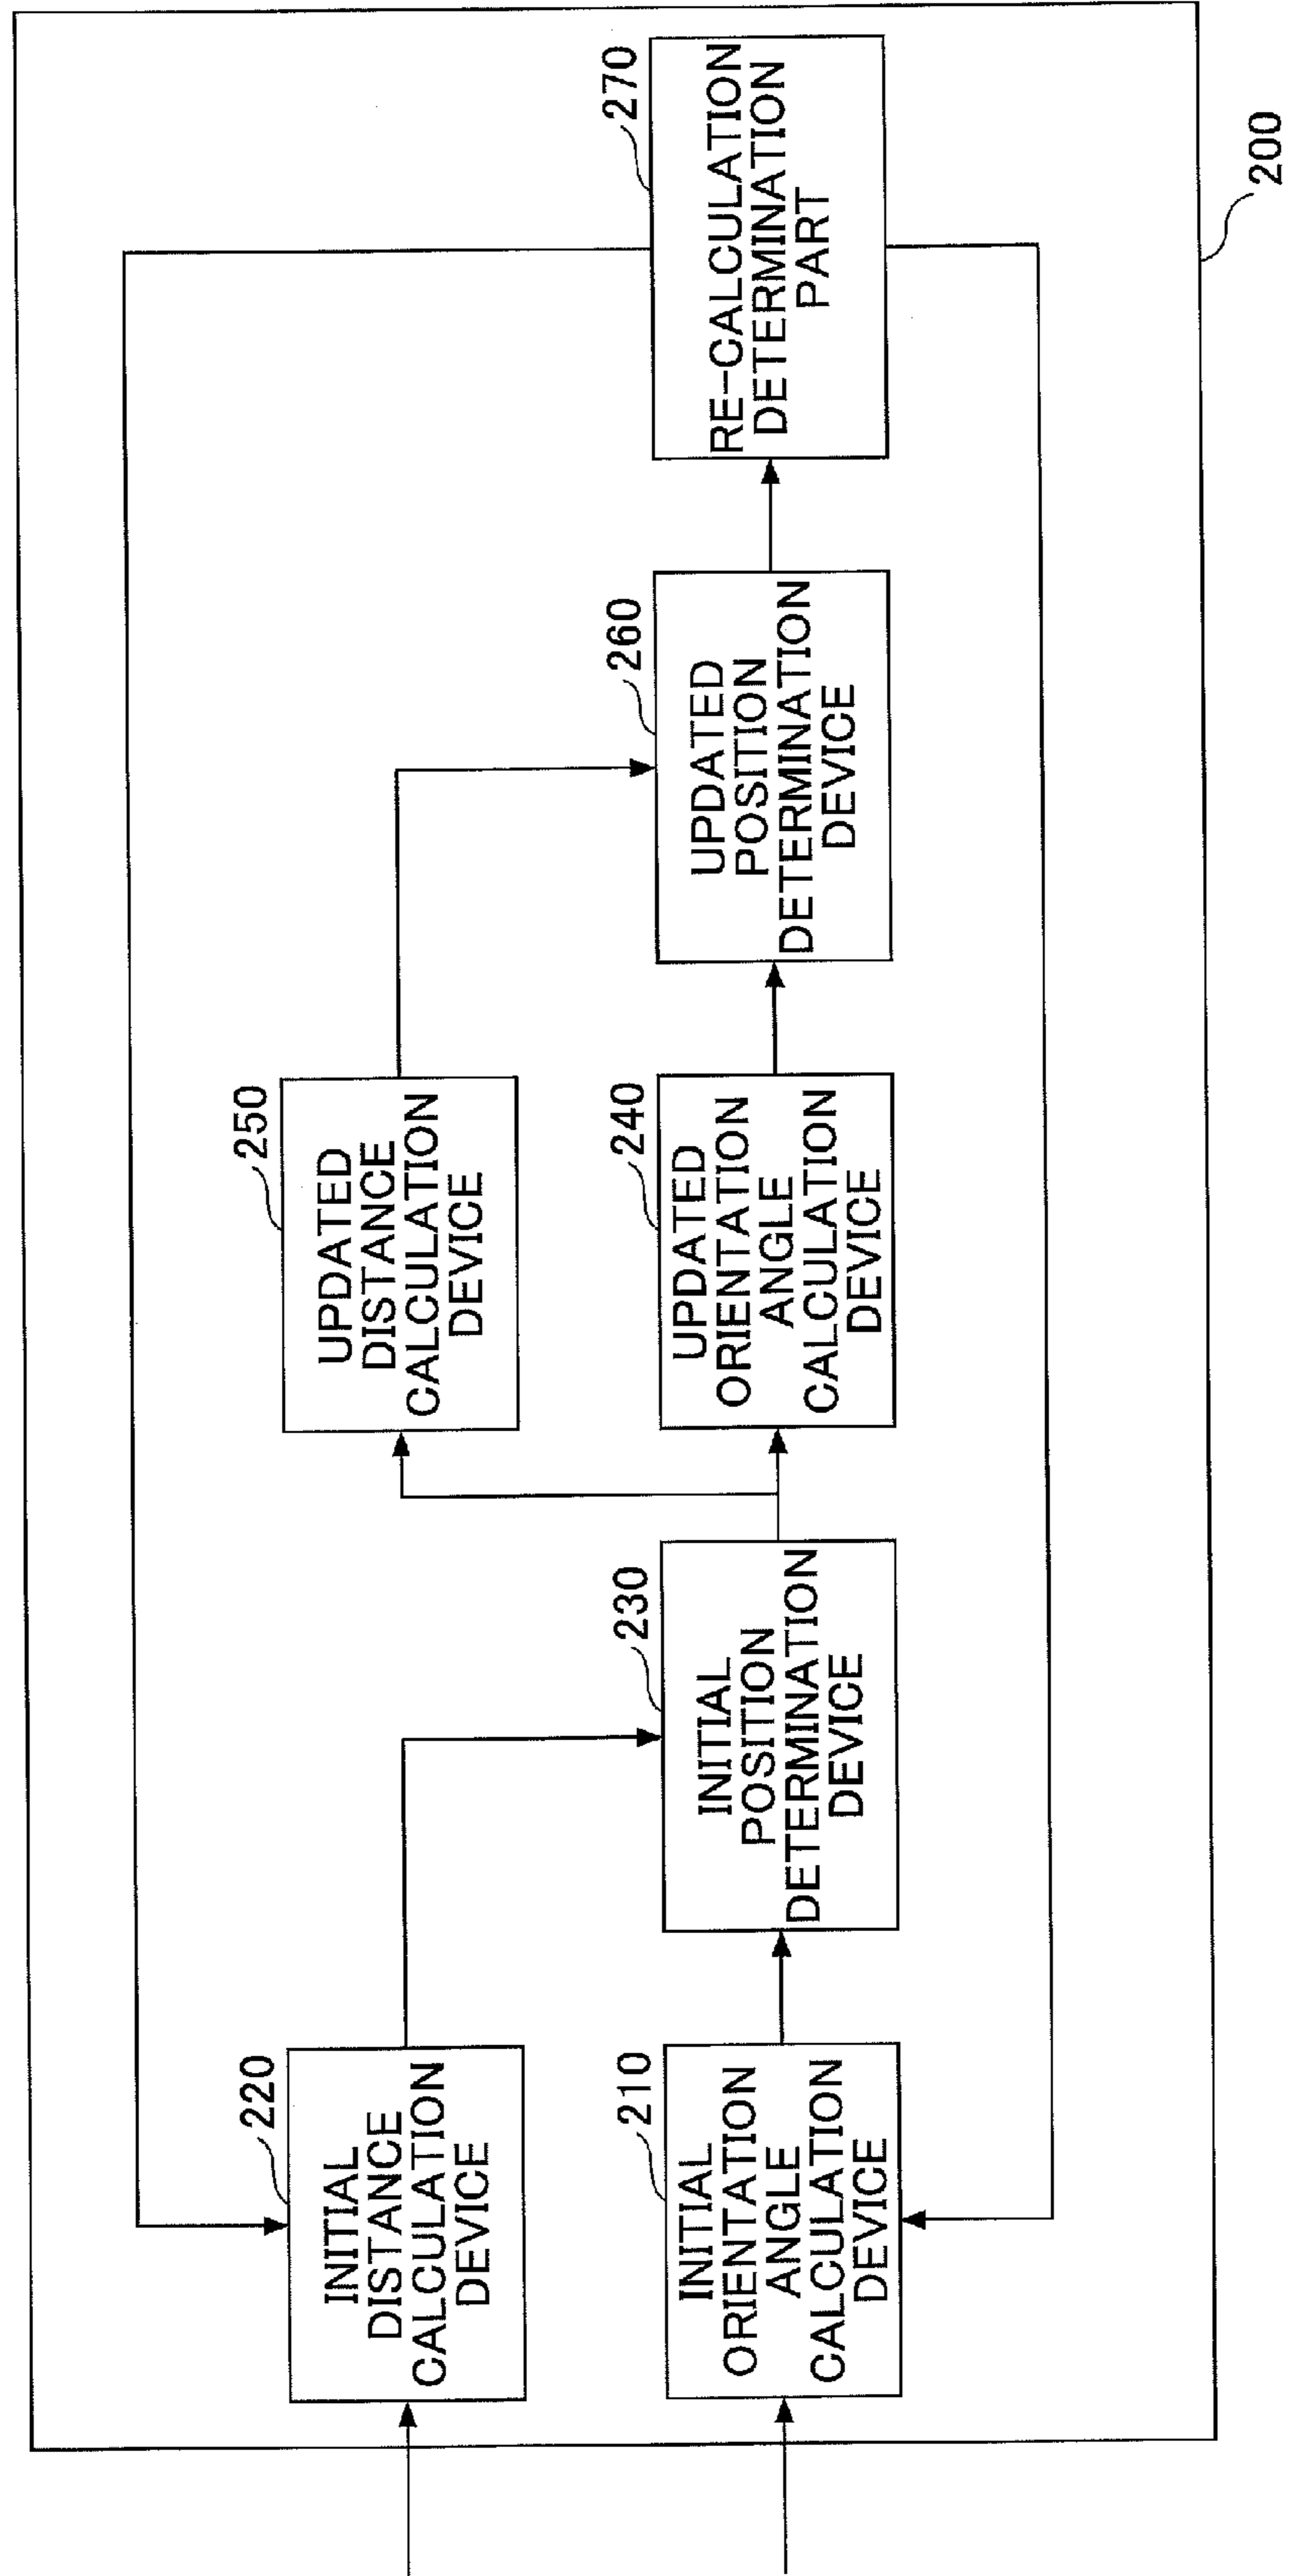 220
INITIAL
DISTANCE
CALCULATION
DEVICE
210
INITIAL
ORIENTATION
ANGLE
CALCULATION
DEVICE
230
INITIAL
POSITION
DETERMINATION
DEVICE
250
UPDATED
DISTANCE
CALCULATION
DEVICE
240
UPDATED
ORIENTATION
ANGLE
CALCULATION
DEVICE
260
UPDATED
POSITION
DETERMINATION
DEVICE
270
RE-CALCULATION
DETERMINATION
PART
200